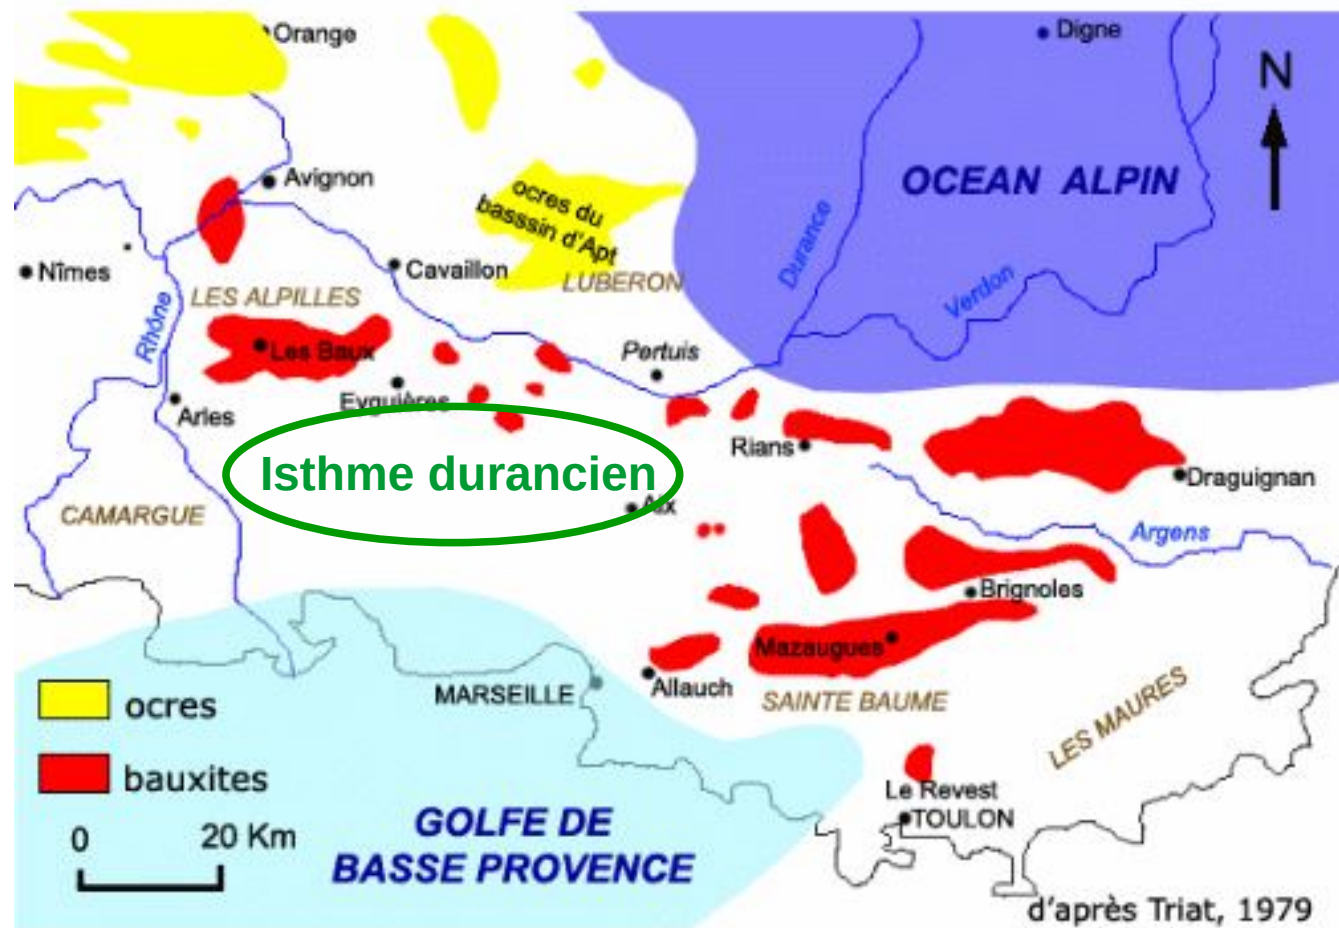 Orange
Digne
N
Avignon
OCEAN ALPIN
ocres du
basssin d'Apt
Durance
Nîmes
Cavaillon
LUBERON
Verdon
LES ALPILLES
Rhône
Les Baux
Pertuis
Arles
Eyguières
Rians
Isthme durancien
Draguignan
CAMARGUE
Aix
Argens
Brignoles
Mazaugues
MARSEILLE
Allauch
SAINTE BAUME
LES MAURES
ocres
bauxites
Le Revest
TOULON
GOLFE DE
BASSE PROVENCE
0 20 Km
d'après Triat, 1979